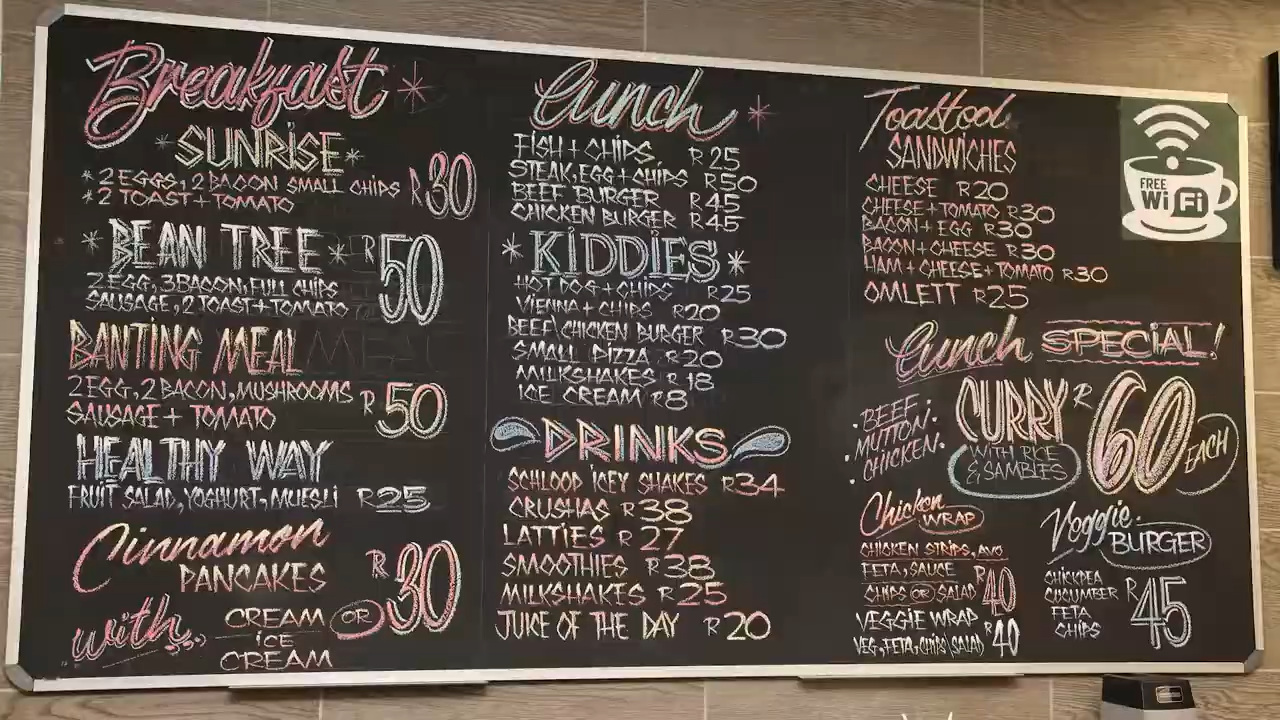 Breakfast
SUNRISE
* 2 EGGS, 2 BACON SMALL CHIPS R30
* 2 TOAST + TOMATO
BEAN TREE R50
2 EGG, 3 BACON, FULL CHIPS
SAUSAGE, 2 TOAST + TOMATO
BANTING MEAL
2 EGG, 2 BACON, MUSHROOMS R50
SAUSAGE + TOMATO
HEALTHY WAY
FRUIT SALAD, YOGHURT, MUESLI R25
Cinnamon
PANCAKES R30
with... CREAM OR
ICE
CREAM
Lunch
FISH + CHIPS R25
STEAK, EGG + CHIPS R50
BEEF BURGER R45
CHICKEN BURGER R45
KIDDIES
HOT DOG + CHIPS R25
VIENNA + CHIPS R20
BEEF\CHICKEN BURGER R30
SMALL PIZZA R20
MILKSHAKES R18
ICE CREAM R8
DRINKS
SCHLOOP ICEY SHAKES R34
CRUSHAS R38
LATTIES R27
SMOOTHIES R38
MILKSHAKES R25
JUICE OF THE DAY R20
Toasted
SANDWICHES
CHEESE R20
CHEESE + TOMATO R30
BACON + EGG R30
BACON + CHEESE R30
HAM + CHEESE + TOMATO R30
OMLETT R25
FREE
WiFi
Lunch SPECIAL!
BEEF
MUTTON
CHICKEN
CURRY R60 EACH
WITH RICE
& SAMBLES
Chicken
WRAP
CHICKEN STRIPS, AVO
FETA, SAUCE R40
CHIPS OR SALAD
VEGGIE WRAP R40
VEG, FETA, CHIPS\SALAD
Veggie
BURGER
CHICKPEA R45
CUCUMBER
FETA
CHIPS